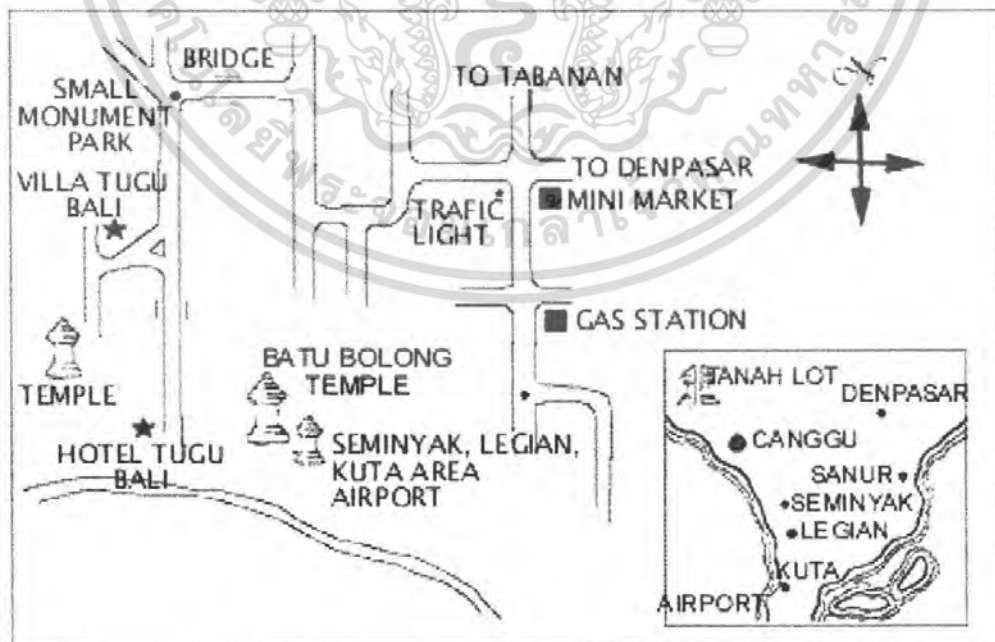 BRIDGE
TO TABANAN
SMALL
MONUMENT
PARK
TO DENPASAR
MINI MARKET
VILLA TUGU
BALI
TRAFIC
LIGHT
GAS STATION
BATU BOLONG
TEMPLE
TEMPLE
HOTEL TUGU
BALI
SEMINYAK, LEGIAN,
KUTA AREA
AIRPORT
TANAH LOT
DENPASAR
CANGGU
SANUR
SEMINYAK
LEGIAN
KUTA
AIRPORT